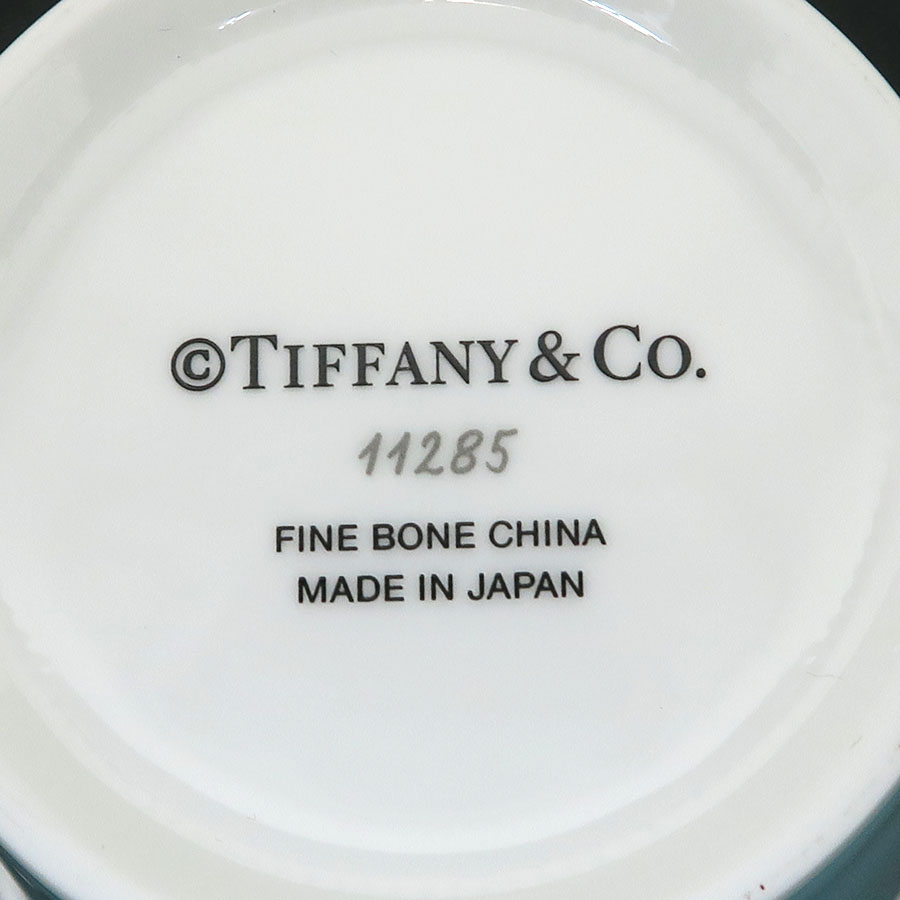 ©TIFFANY & CO.
11285
FINE BONE CHINA
MADE IN JAPAN